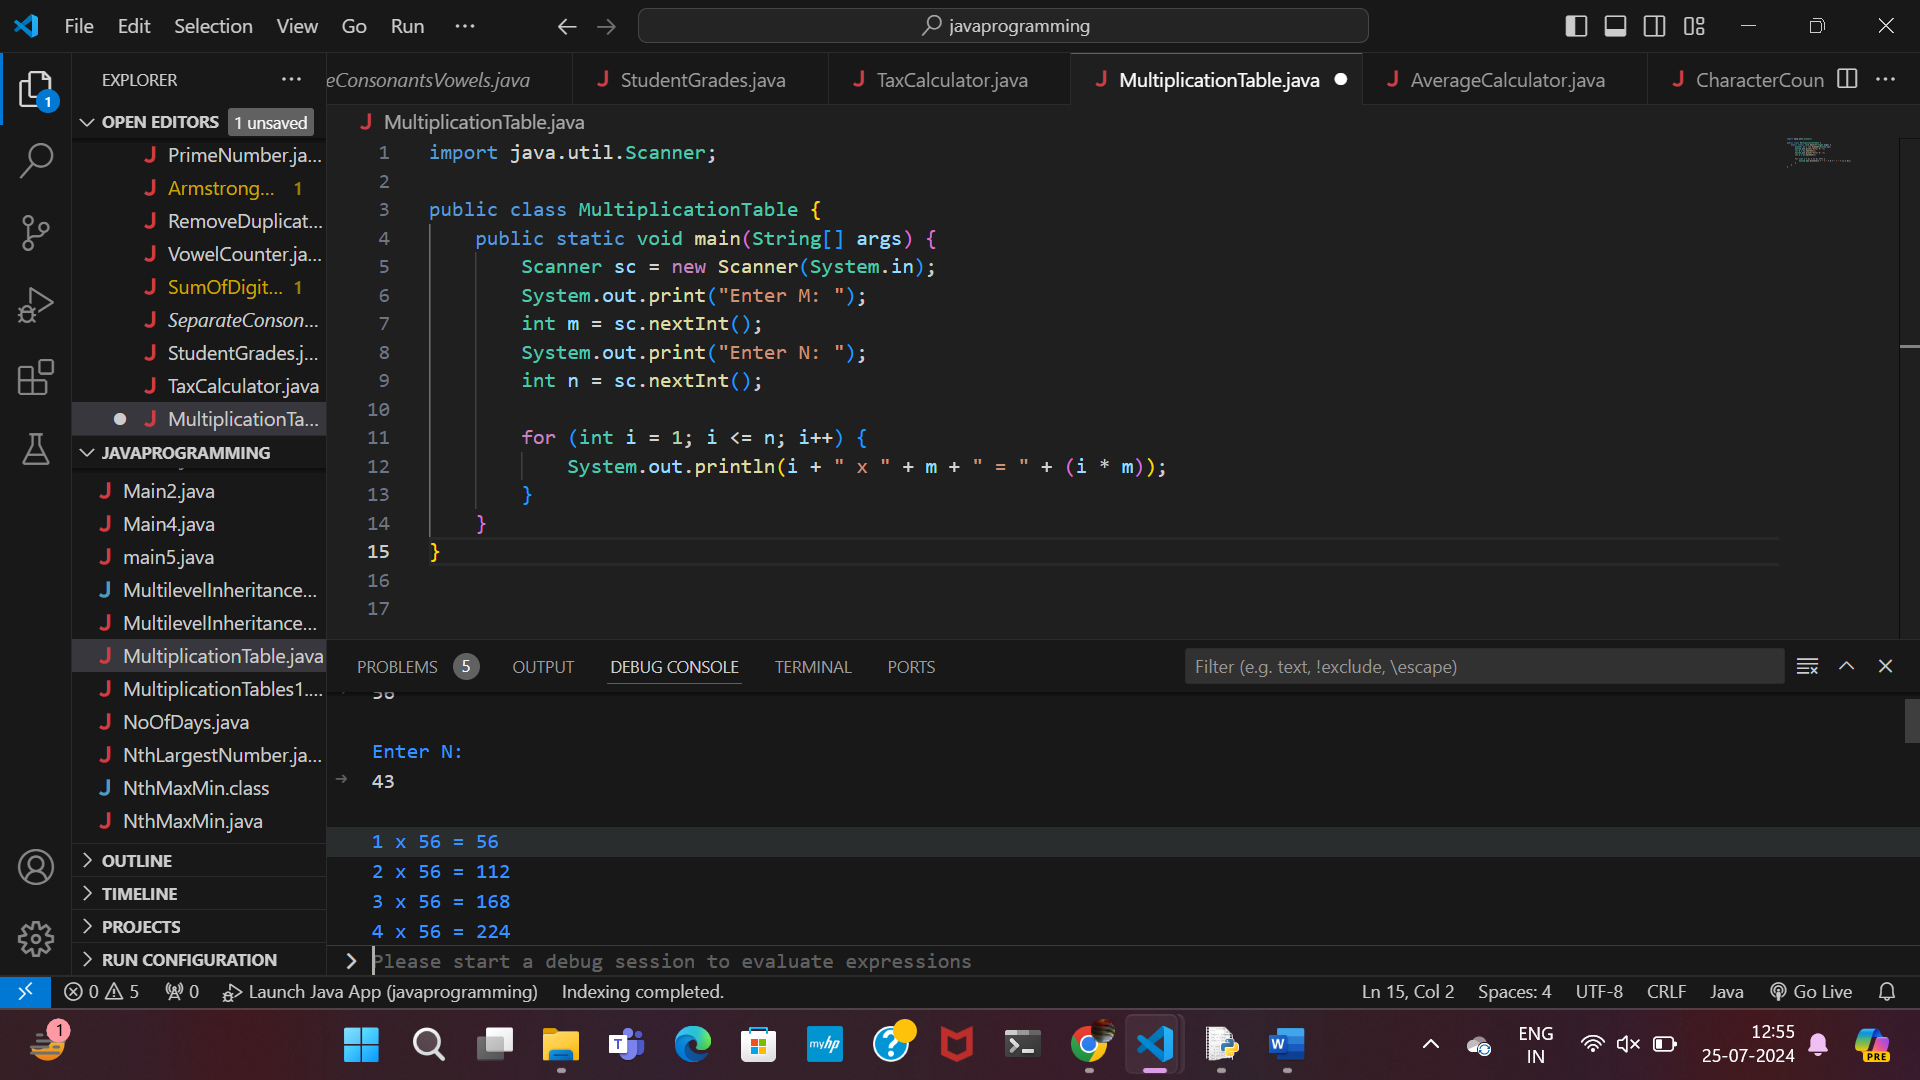 File Edit Selection View Go Run ...
javaprogramming
EXPLORER ...
OPEN EDITORS 1 unsaved
PrimeNumber.ja...
Armstrong... 1
RemoveDuplicat...
VowelCounter.ja...
SumOfDigit... 1
SeparateConson...
StudentGrades.j...
TaxCalculator.java
MultiplicationTa...
JAVAPROGRAMMING
Main2.java
Main4.java
main5.java
MultilevelInheritance...
MultilevelInheritance...
MultiplicationTable.java
MultiplicationTables1....
NoOfDays.java
NthLargestNumber.ja...
NthMaxMin.class
NthMaxMin.java
OUTLINE
TIMELINE
PROJECTS
RUN CONFIGURATION
eConsonantsVowels.java StudentGrades.java TaxCalculator.java MultiplicationTable.java AverageCalculator.java CharacterCoun
MultiplicationTable.java
1 import java.util.Scanner;
2
3 public class MultiplicationTable {
4 public static void main(String[] args) {
5 Scanner sc = new Scanner(System.in);
6 System.out.print("Enter M: ");
7 int m = sc.nextInt();
8 System.out.print("Enter N: ");
9 int n = sc.nextInt();
10
11 for (int i = 1; i <= n; i++) {
12 System.out.println(i + " x " + m + " = " + (i * m));
13 }
14 }
15 }
16
17
PROBLEMS 5 OUTPUT DEBUG CONSOLE TERMINAL PORTS Filter (e.g. text, !exclude, \escape)
56
Enter N:
43
1 x 56 = 56
2 x 56 = 112
3 x 56 = 168
4 x 56 = 224
Please start a debug session to evaluate expressions
0 5 0 Launch Java App (javaprogramming) Indexing completed. Ln 15, Col 2 Spaces: 4 UTF-8 CRLF Java Go Live
1
myhp
ENG
IN
12:55
25-07-2024
PRE